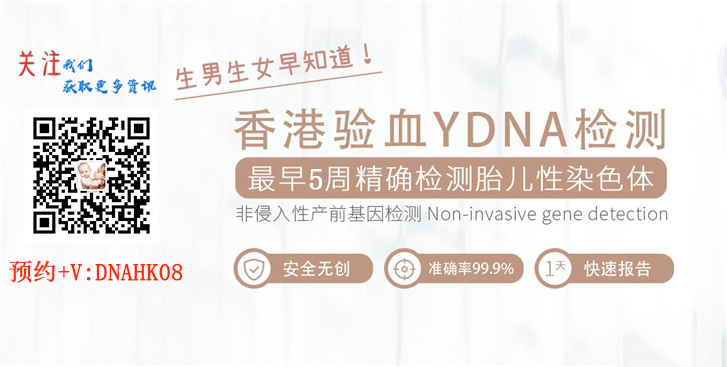 关注我们
获取更多资讯
预约+V:DNAHK08
生男生女早知道！
香港验血YDNA检测
最早5周精确检测胎儿性染色体
非侵入性产前基因检测 Non-invasive gene detection
安全无创
准确率99.9%
1天 快速报告